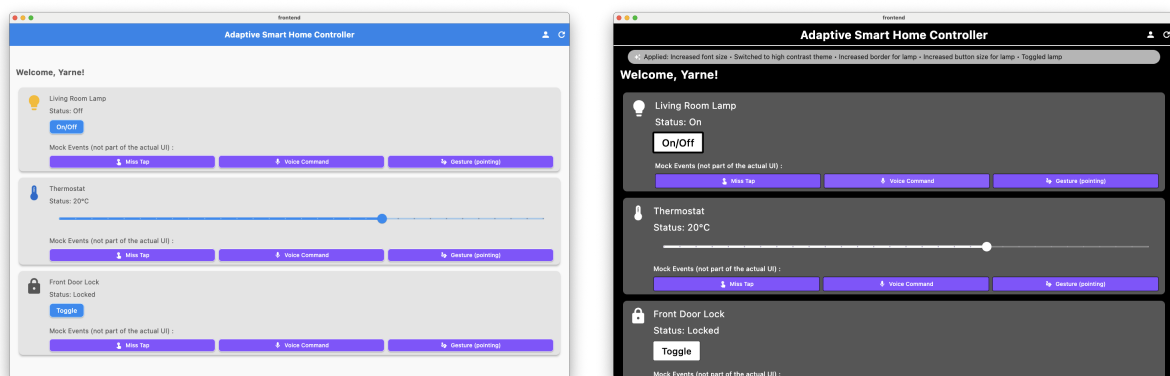 frontend
Adaptive Smart Home Controller
Welcome, Yarne!
Living Room Lamp
Status: Off
On/Off
Mock Events (not part of the actual UI) :
Miss Tap
Voice Command
Gesture (pointing)
Thermostat
Status: 20°C
Mock Events (not part of the actual UI) :
Miss Tap
Voice Command
Gesture (pointing)
Front Door Lock
Status: Locked
Toggle
Mock Events (not part of the actual UI) :
Miss Tap
Voice Command
Gesture (pointing)
frontend
Adaptive Smart Home Controller
Applied: Increased font size • Switched to high contrast theme • Increased border for lamp • Increased button size for lamp • Toggled lamp
Welcome, Yarne!
Living Room Lamp
Status: On
On/Off
Mock Events (not part of the actual UI) :
Miss Tap
Voice Command
Gesture (pointing)
Thermostat
Status: 20°C
Mock Events (not part of the actual UI) :
Miss Tap
Voice Command
Gesture (pointing)
Front Door Lock
Status: Locked
Toggle
Mock Events (not part of the actual UI) :